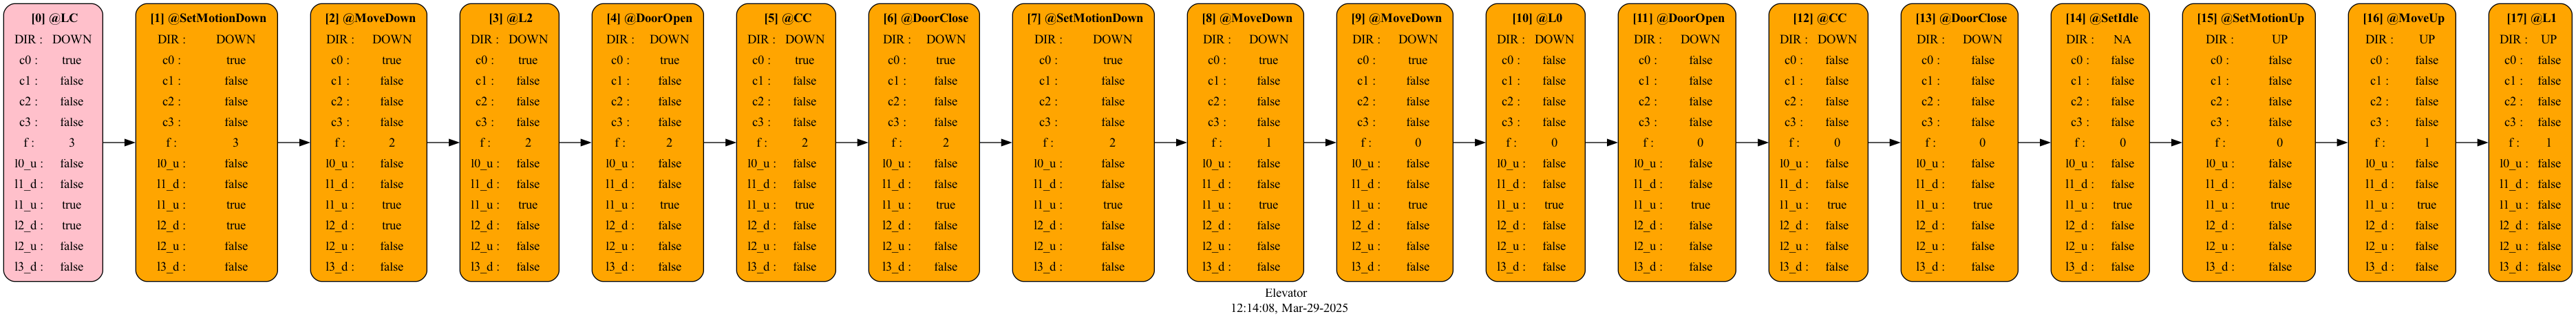 [0] @LC
DIR : DOWN
c0 : true
c1 : false
c2 : false
c3 : false
f : 3
l0_u : false
l1_d : false
l1_u : true
l2_d : true
l2_u : false
l3_d : false
[1] @SetMotionDown
DIR : DOWN
c0 : true
c1 : false
c2 : false
c3 : false
f : 3
l0_u : false
l1_d : false
l1_u : true
l2_d : true
l2_u : false
l3_d : false
[2] @MoveDown
DIR : DOWN
c0 : true
c1 : false
c2 : false
c3 : false
f : 2
l0_u : false
l1_d : false
l1_u : true
l2_d : true
l2_u : false
l3_d : false
[3] @L2
DIR : DOWN
c0 : true
c1 : false
c2 : false
c3 : false
f : 2
l0_u : false
l1_d : false
l1_u : true
l2_d : false
l2_u : false
l3_d : false
[4] @DoorOpen
DIR : DOWN
c0 : true
c1 : false
c2 : false
c3 : false
f : 2
l0_u : false
l1_d : false
l1_u : true
l2_d : false
l2_u : false
l3_d : false
[5] @CC
DIR : DOWN
c0 : true
c1 : false
c2 : false
c3 : false
f : 2
l0_u : false
l1_d : false
l1_u : true
l2_d : false
l2_u : false
l3_d : false
[6] @DoorClose
DIR : DOWN
c0 : true
c1 : false
c2 : false
c3 : false
f : 2
l0_u : false
l1_d : false
l1_u : true
l2_d : false
l2_u : false
l3_d : false
[7] @SetMotionDown
DIR : DOWN
c0 : true
c1 : false
c2 : false
c3 : false
f : 2
l0_u : false
l1_d : false
l1_u : true
l2_d : false
l2_u : false
l3_d : false
[8] @MoveDown
DIR : DOWN
c0 : true
c1 : false
c2 : false
c3 : false
f : 1
l0_u : false
l1_d : false
l1_u : true
l2_d : false
l2_u : false
l3_d : false
[9] @MoveDown
DIR : DOWN
c0 : true
c1 : false
c2 : false
c3 : false
f : 0
l0_u : false
l1_d : false
l1_u : true
l2_d : false
l2_u : false
l3_d : false
[10] @L0
DIR : DOWN
c0 : false
c1 : false
c2 : false
c3 : false
f : 0
l0_u : false
l1_d : false
l1_u : true
l2_d : false
l2_u : false
l3_d : false
[11] @DoorOpen
DIR : DOWN
c0 : false
c1 : false
c2 : false
c3 : false
f : 0
l0_u : false
l1_d : false
l1_u : true
l2_d : false
l2_u : false
l3_d : false
[12] @CC
DIR : DOWN
c0 : false
c1 : false
c2 : false
c3 : false
f : 0
l0_u : false
l1_d : false
l1_u : true
l2_d : false
l2_u : false
l3_d : false
[13] @DoorClose
DIR : DOWN
c0 : false
c1 : false
c2 : false
c3 : false
f : 0
l0_u : false
l1_d : false
l1_u : true
l2_d : false
l2_u : false
l3_d : false
[14] @SetIdle
DIR : NA
c0 : false
c1 : false
c2 : false
c3 : false
f : 0
l0_u : false
l1_d : false
l1_u : true
l2_d : false
l2_u : false
l3_d : false
[15] @SetMotionUp
DIR : UP
c0 : false
c1 : false
c2 : false
c3 : false
f : 0
l0_u : false
l1_d : false
l1_u : true
l2_d : false
l2_u : false
l3_d : false
[16] @MoveUp
DIR : UP
c0 : false
c1 : false
c2 : false
c3 : false
f : 1
l0_u : false
l1_d : false
l1_u : true
l2_d : false
l2_u : false
l3_d : false
[17] @L1
DIR : UP
c0 : false
c1 : false
c2 : false
c3 : false
f : 1
l0_u : false
l1_d : false
l1_u : false
l2_d : false
l2_u : false
l3_d : false
Elevator
12:14:08, Mar-29-2025